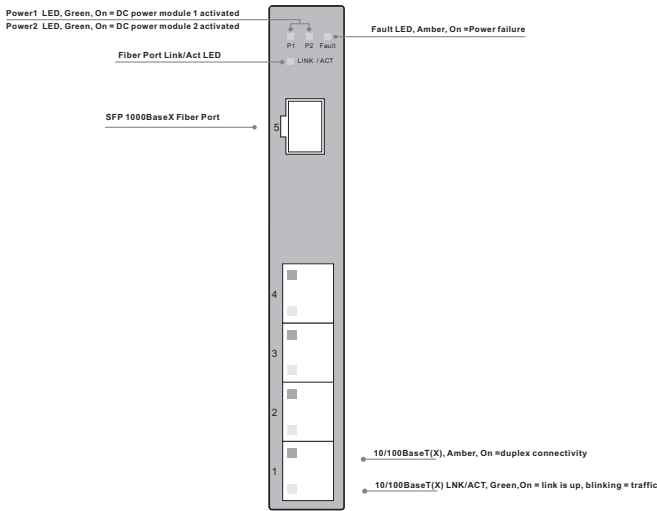 Power1 LED, Green, On = DC power module 1 activated
Power2 LED, Green, On = DC power module 2 activated
Fault LED, Amber, On =Power failure
P1 P2 Fault
Fiber Port Link/Act LED
LINK / ACT
SFP 1000BaseX Fiber Port
5
4
3
2
1
10/100BaseT(X), Amber, On =duplex connectivity
10/100BaseT(X) LNK/ACT, Green,On = link is up, blinking = traffic